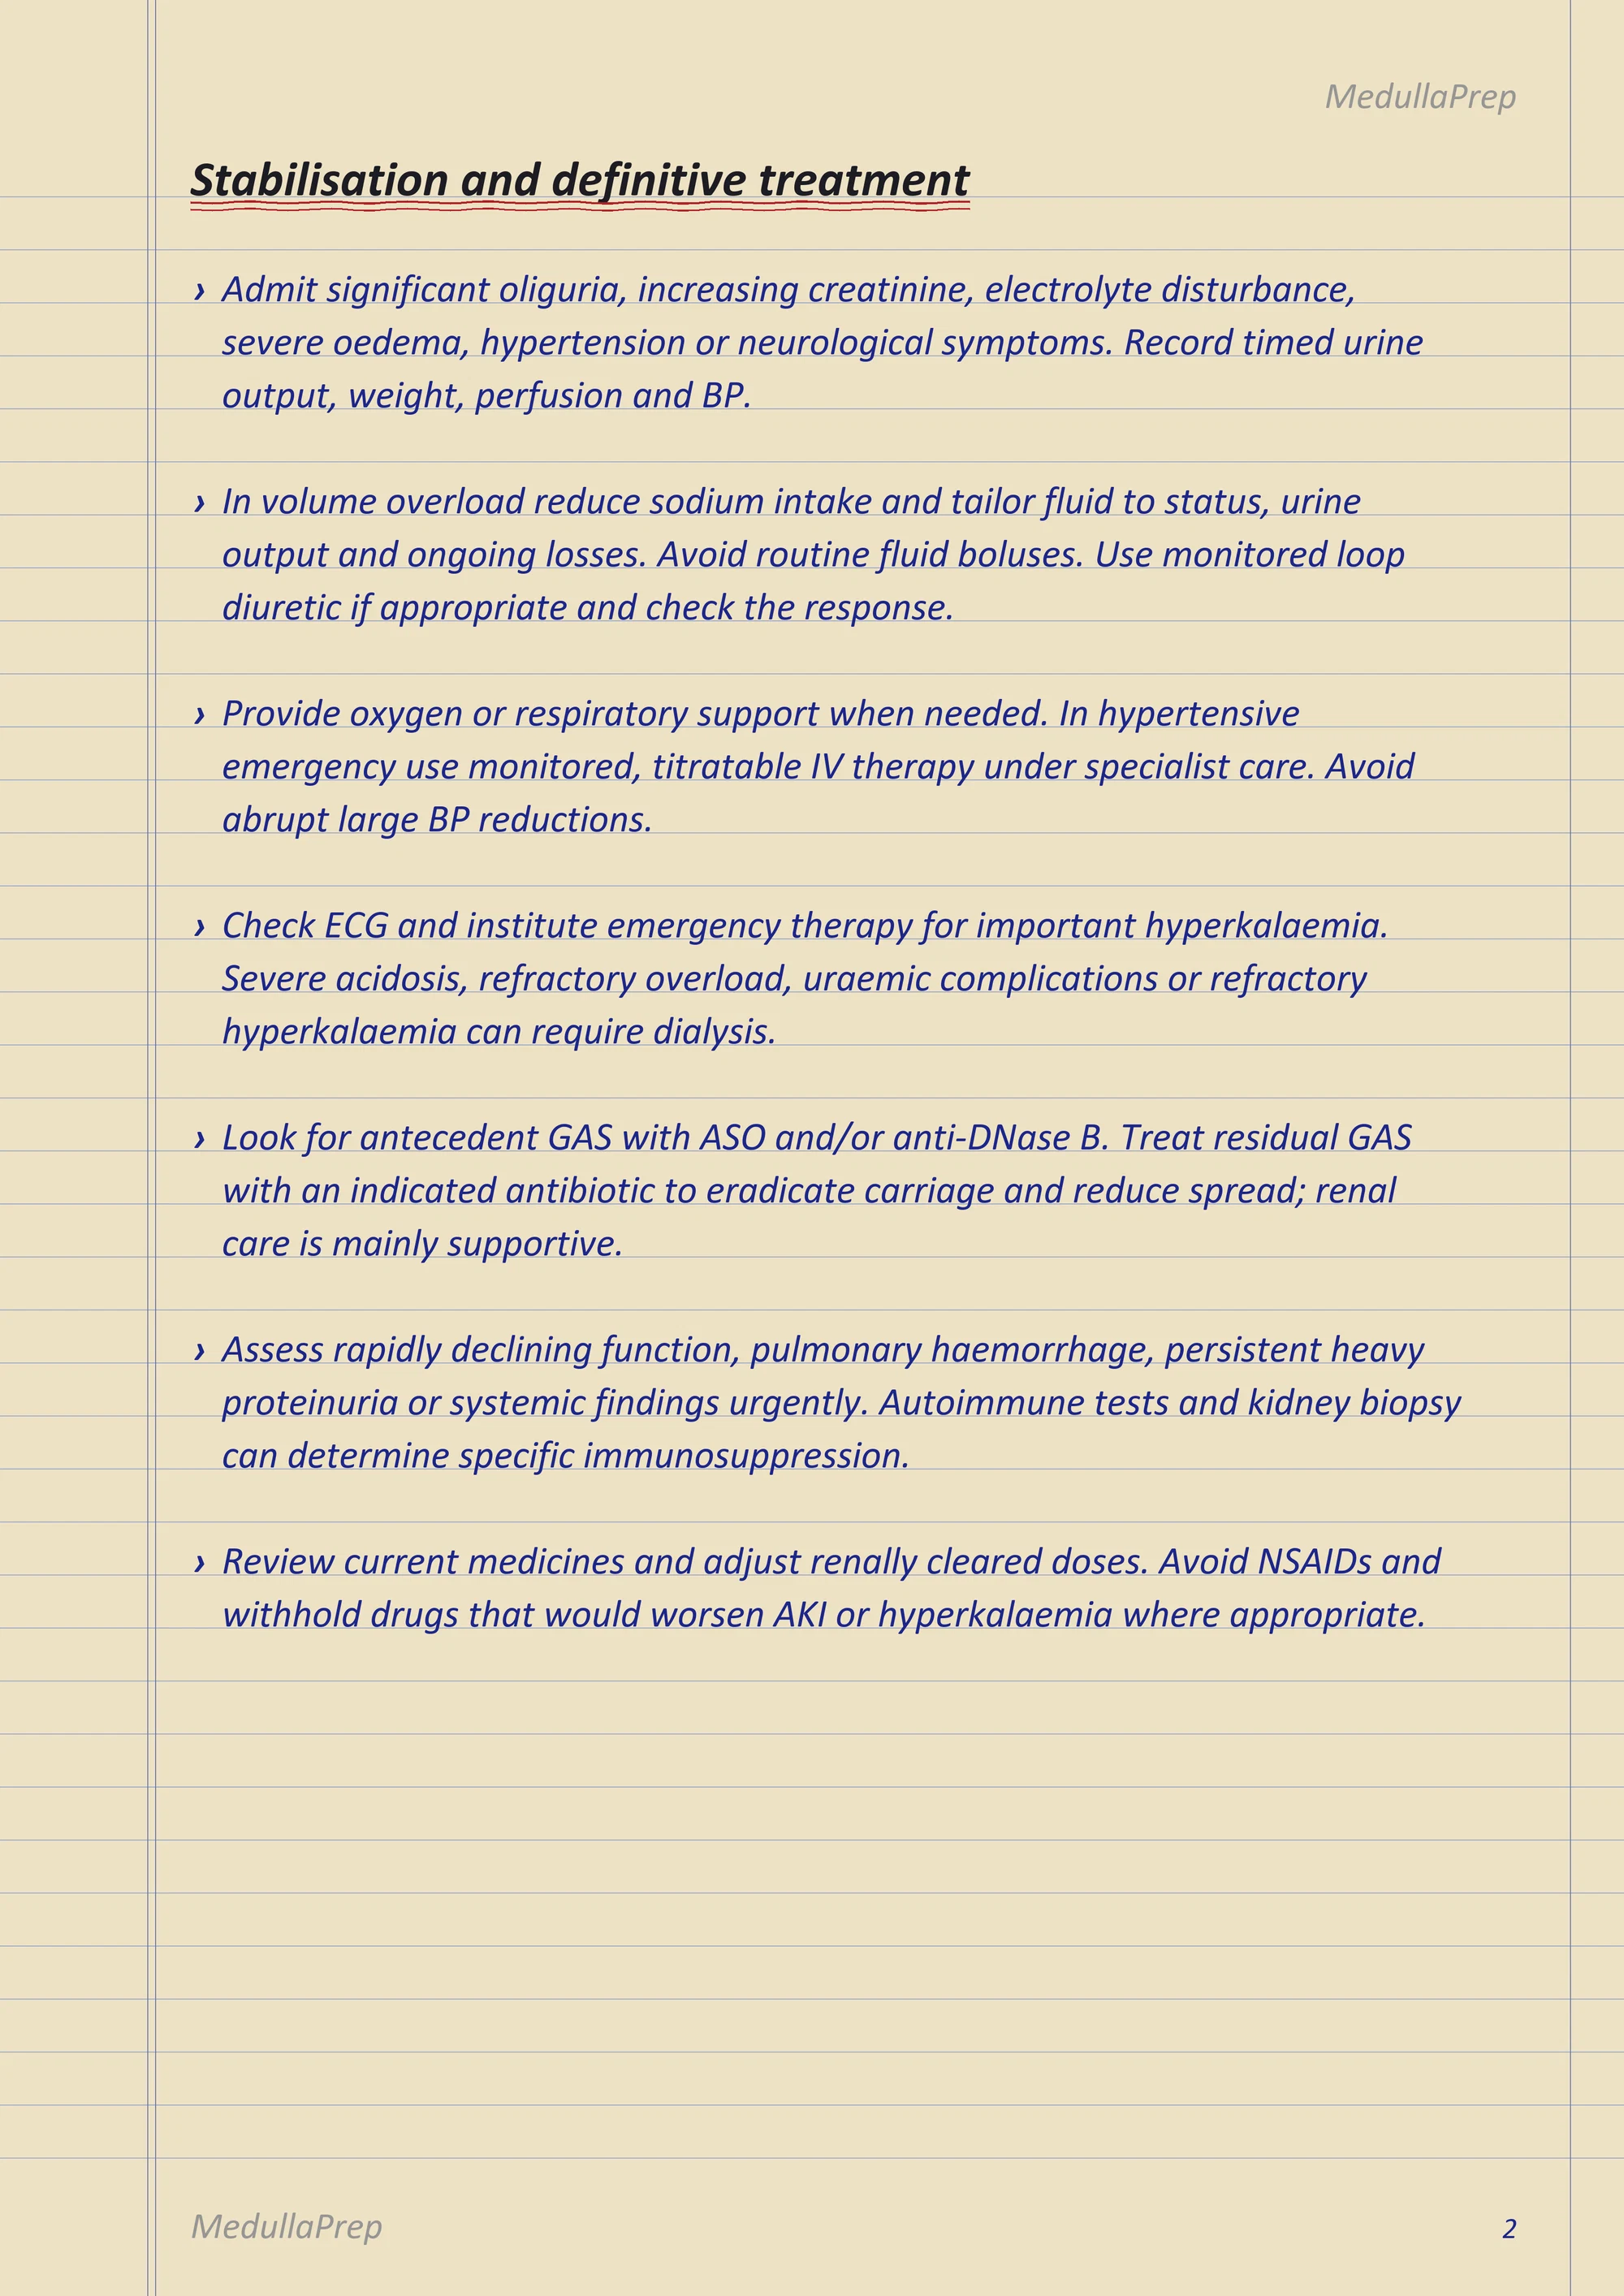 MedullaPrep
Stabilisation and definitive treatment
› Admit significant oliguria, increasing creatinine, electrolyte disturbance,
severe oedema, hypertension or neurological symptoms. Record timed urine
output, weight, perfusion and BP.
› In volume overload reduce sodium intake and tailor fluid to status, urine
output and ongoing losses. Avoid routine fluid boluses. Use monitored loop
diuretic if appropriate and check the response.
› Provide oxygen or respiratory support when needed. In hypertensive
emergency use monitored, titratable IV therapy under specialist care. Avoid
abrupt large BP reductions.
› Check ECG and institute emergency therapy for important hyperkalaemia.
Severe acidosis, refractory overload, uraemic complications or refractory
hyperkalaemia can require dialysis.
› Look for antecedent GAS with ASO and/or anti-DNase B. Treat residual GAS
with an indicated antibiotic to eradicate carriage and reduce spread; renal
care is mainly supportive.
› Assess rapidly declining function, pulmonary haemorrhage, persistent heavy
proteinuria or systemic findings urgently. Autoimmune tests and kidney biopsy
can determine specific immunosuppression.
› Review current medicines and adjust renally cleared doses. Avoid NSAIDs and
withhold drugs that would worsen AKI or hyperkalaemia where appropriate.
MedullaPrep
2